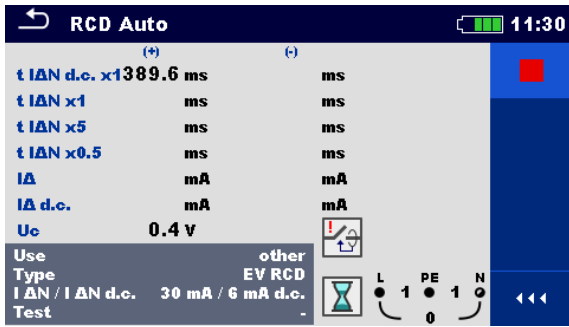 RCD Auto 11:30
(+) (-)
t IΔN d.c. x1 389.6 ms ms
t IΔN x1 ms ms
t IΔN x5 ms ms
t IΔN x0.5 ms ms
IΔ mA mA
IΔ d.c. mA mA
Uc 0.4 V
Use other
Type EV RCD
I ΔN / I ΔN d.c. 30 mA / 6 mA d.c.
Test -
L PE N
1 1
0